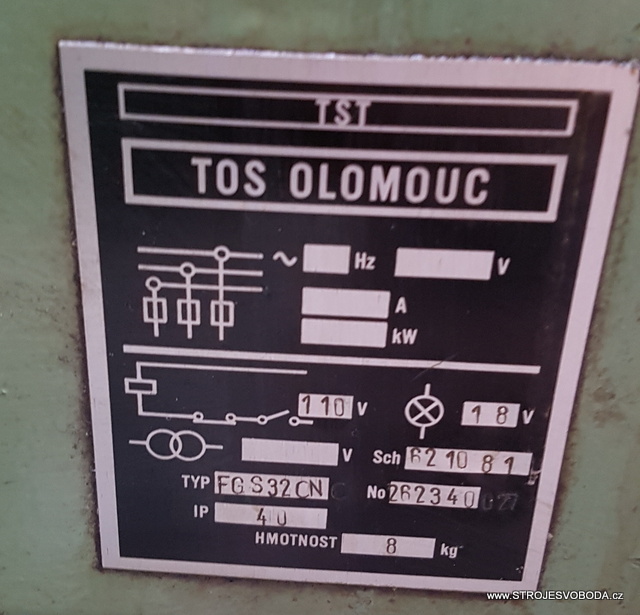 TST
TOS OLOMOUC
~ Hz V
A
kW
110 V 18 V
V Sch 621081
TYP FGS32CN No 262340
IP 40
HMOTNOST 8 kg
www.STROJESVOBODA.cz